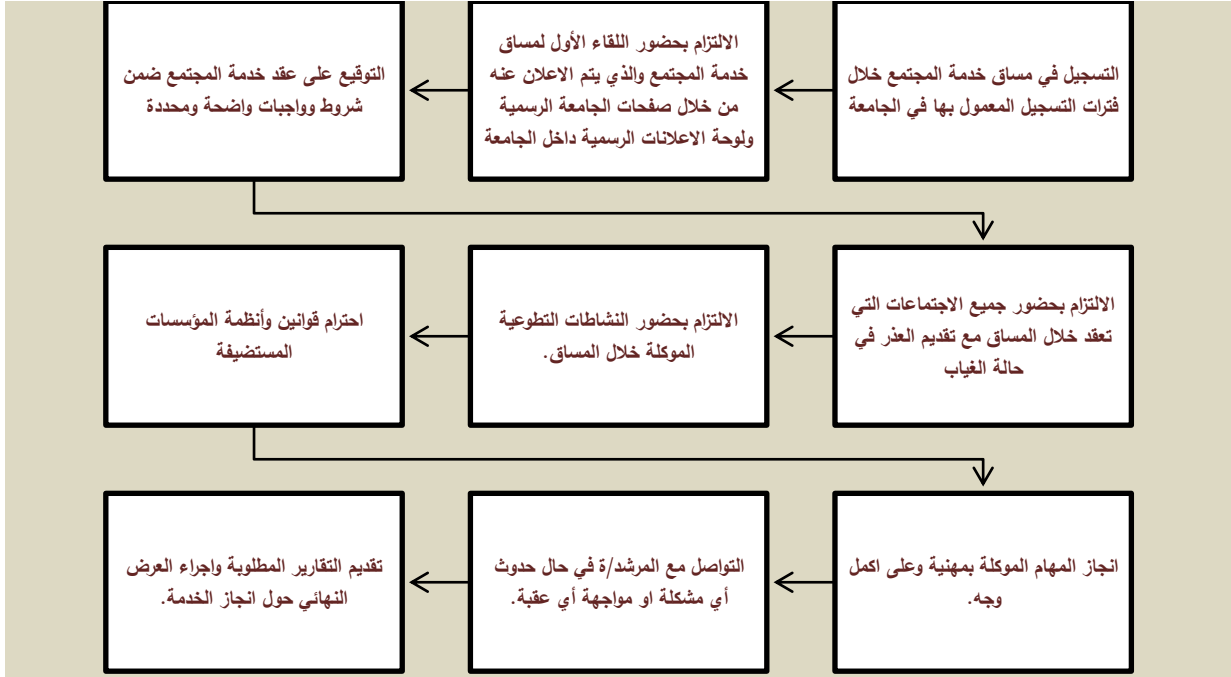 التسجيل في مساق خدمة المجتمع خلال
فترات التسجيل المعمول بها في الجامعة
الالتزام بحضور اللقاء الأول لمساق
خدمة المجتمع والذي يتم الاعلان عنه
من خلال صفحات الجامعة الرسمية
ولوحة الاعلانات الرسمية داخل الجامعة
التوقيع على عقد خدمة المجتمع ضمن
شروط وواجبات واضحة ومحددة
الالتزام بحضور جميع الاجتماعات التي
تعقد خلال المساق مع تقديم العذر في
حالة الغياب
الالتزام بحضور النشاطات التطوعية
الموكلة خلال المساق.
احترام قوانين وأنظمة المؤسسات
المستضيفة
انجاز المهام الموكلة بمهنية وعلى اكمل
وجه.
التواصل مع المرشد/ة في حال حدوث
أي مشكلة او مواجهة أي عقبة.
تقديم التقارير المطلوبة واجراء العرض
النهائي حول انجاز الخدمة.